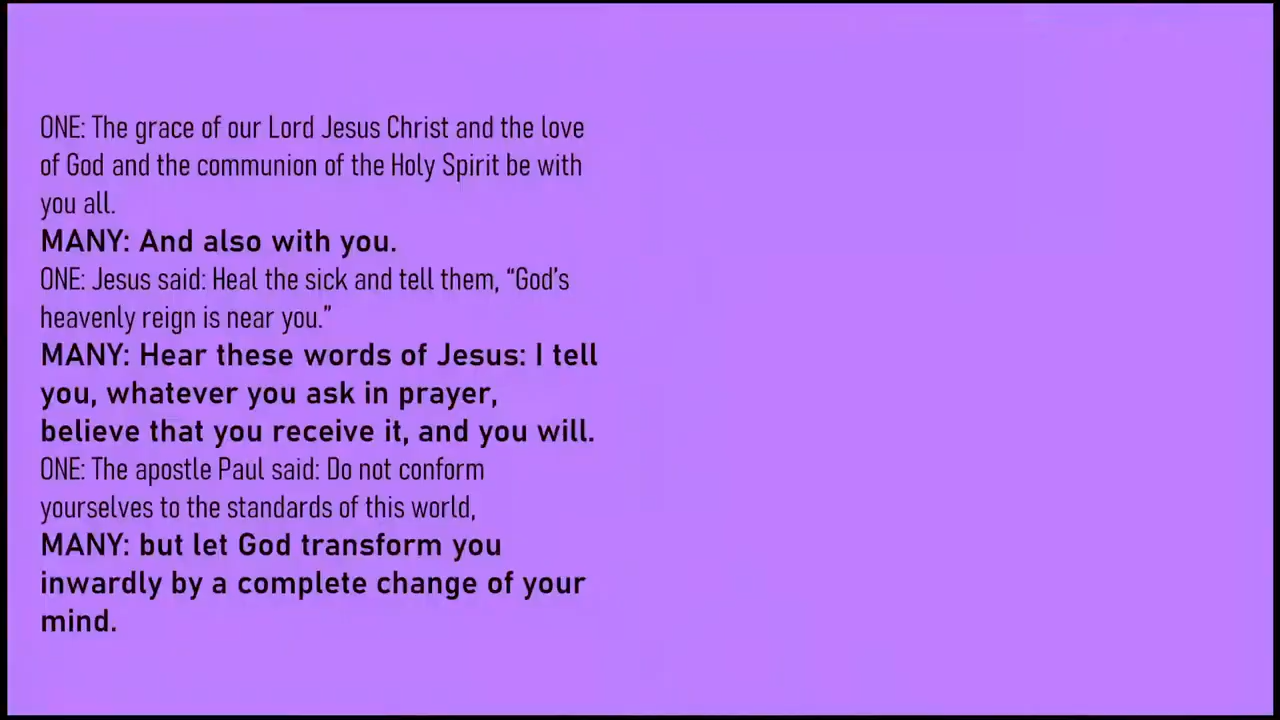 ONE: The grace of our Lord Jesus Christ and the love
of God and the communion of the Holy Spirit be with
you all.
MANY: And also with you.
ONE: Jesus said: Heal the sick and tell them, “God’s
heavenly reign is near you.”
MANY: Hear these words of Jesus: I tell
you, whatever you ask in prayer,
believe that you receive it, and you will.
ONE: The apostle Paul said: Do not conform
yourselves to the standards of this world,
MANY: but let God transform you
inwardly by a complete change of your
mind.